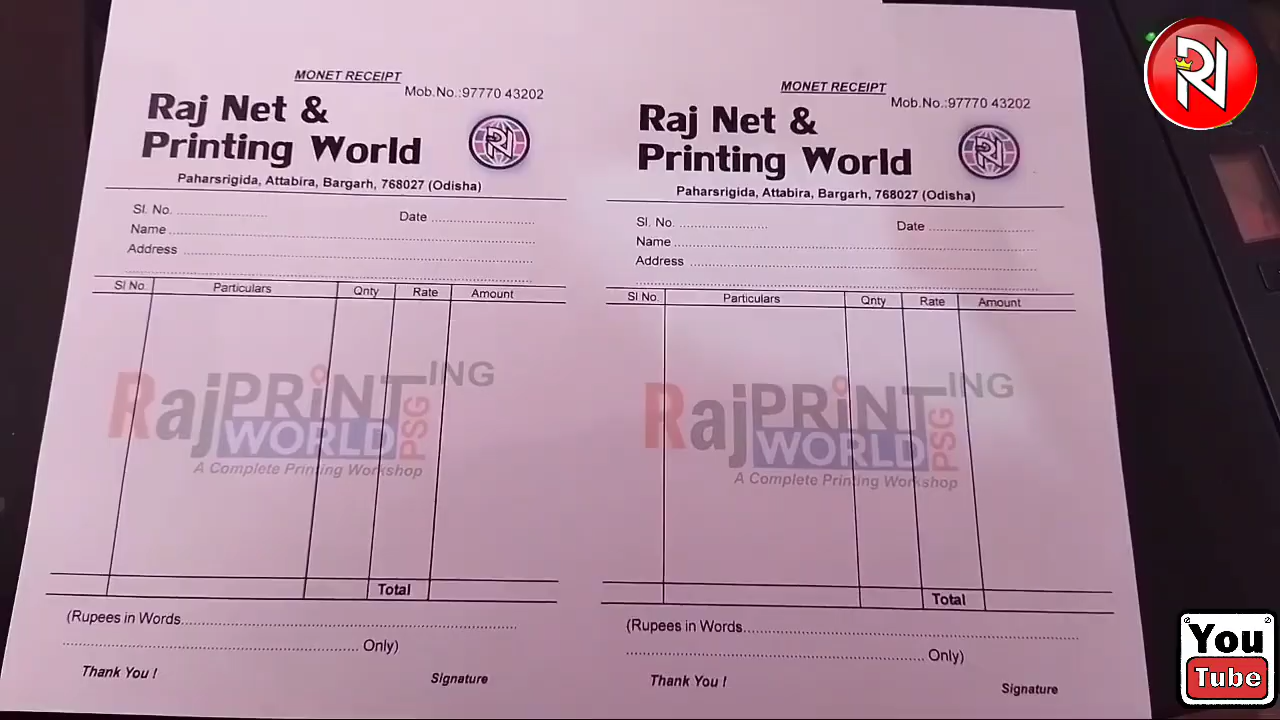 MONET RECEIPT
Mob.No.:97770 43202
Raj Net &
Printing World
RN
Paharsrigida, Attabira, Bargarh, 768027 (Odisha)
Sl. No. ........................ Date ............................
Name ....................................................................
Address ....................................................................
Sl No. Particulars Qnty Rate Amount
RajPRiNTING
WORLD PSG
A Complete Printing Workshop
Total
(Rupees in Words....................................................................
............................................................ Only)
Thank You ! Signature
MONET RECEIPT
Mob.No.:97770 43202
Raj Net &
Printing World
RN
Paharsrigida, Attabira, Bargarh, 768027 (Odisha)
Sl. No. ........................ Date ............................
Name ....................................................................
Address ....................................................................
Sl No. Particulars Qnty Rate Amount
RajPRiNTING
WORLD PSG
A Complete Printing Workshop
Total
(Rupees in Words....................................................................
............................................................ Only)
Thank You ! Signature
RN
You
Tube